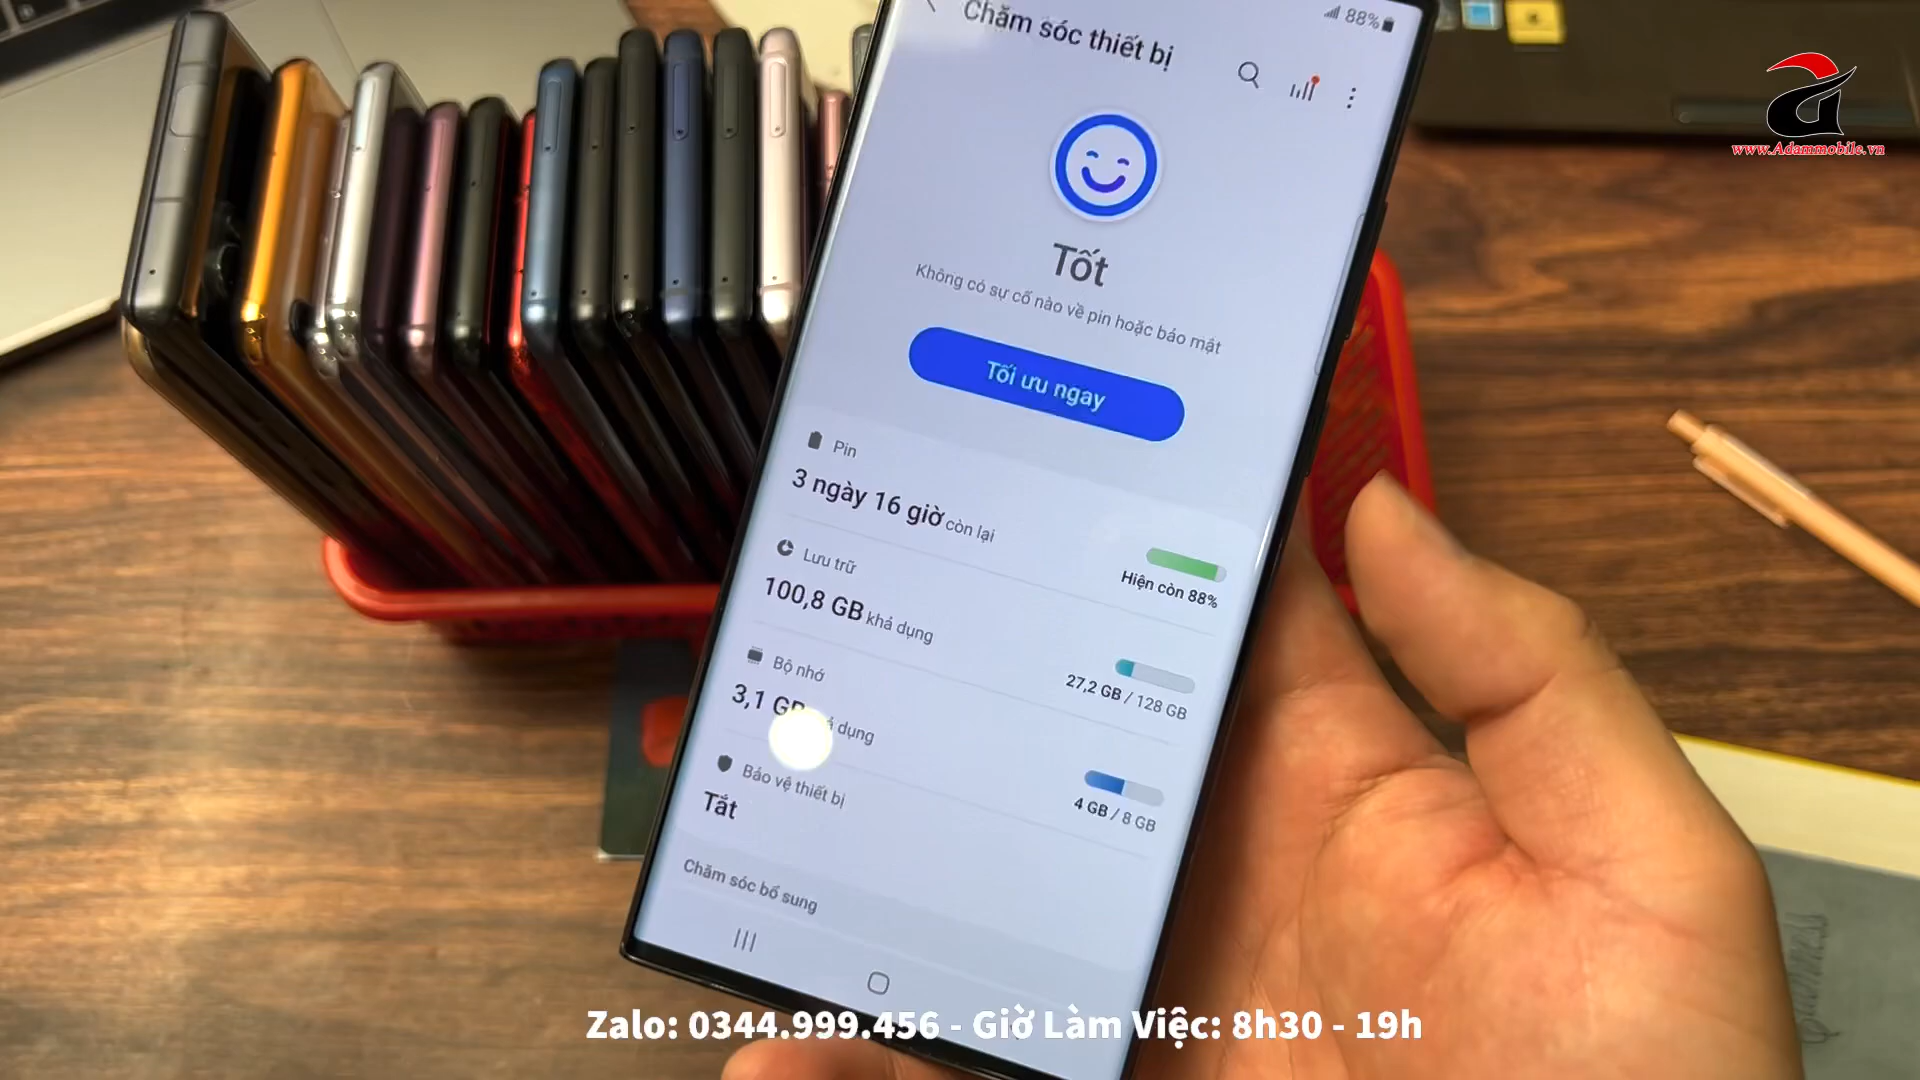 Chăm sóc thiết bị
88%
Tốt
Không có sự cố nào về pin hoặc bảo mật
Tối ưu ngay
Pin
3 ngày 16 giờ còn lại
Hiện còn 88%
Lưu trữ
100,8 GB khả dụng
27,2 GB / 128 GB
Bộ nhớ
3,1 GB dụng
4 GB / 8 GB
Bảo vệ thiết bị
Tắt
Chăm sóc bổ sung
www.Adammobile.vn
Zalo: 0344.999.456 - Giờ Làm Việc: 8h30 - 19h